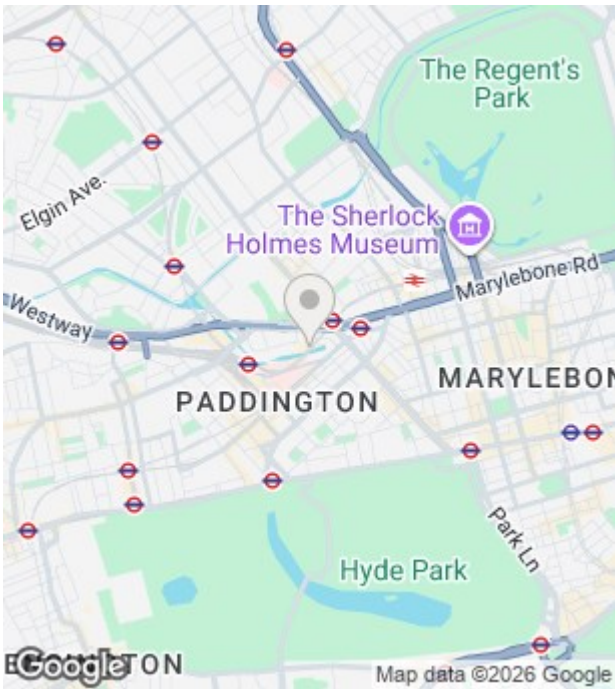 The Regent's
Park
Elgin Ave.
The Sherlock
Holmes Museum
Marylebone Rd
Westway
MARYLEBON
PADDINGTON
Park Ln
Hyde Park
Google
NGTON
Map data ©2026 Google